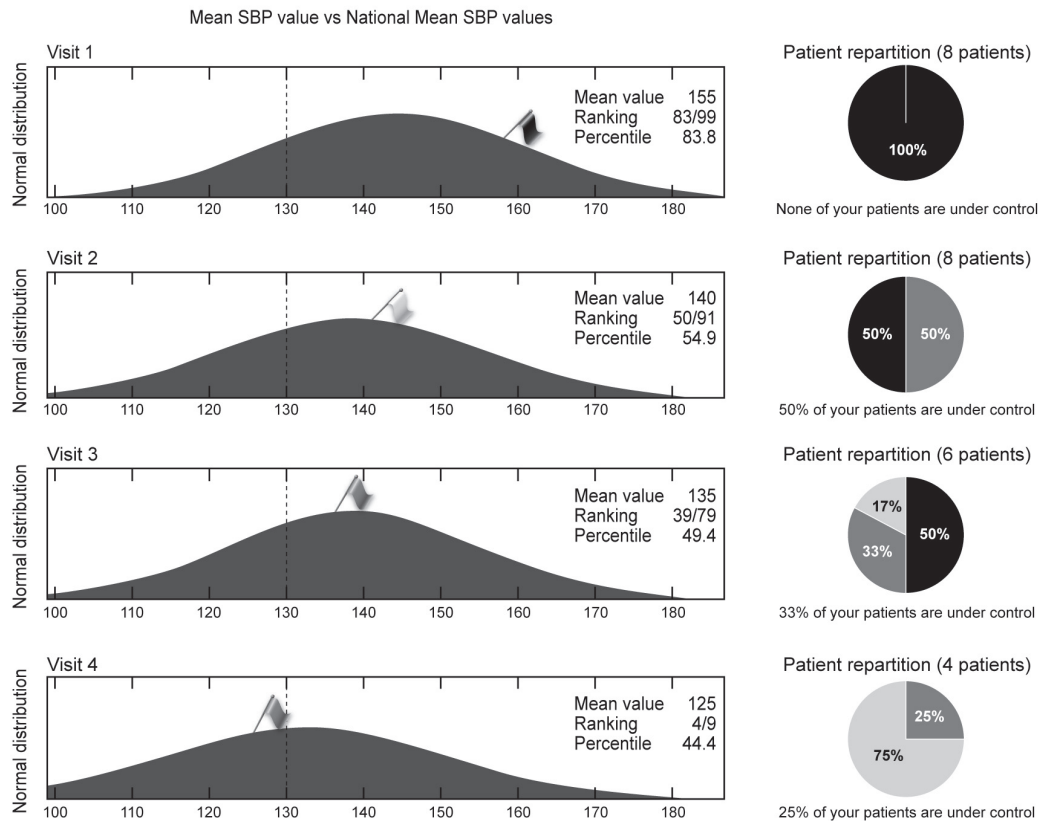 Mean SBP value vs National Mean SBP values
Visit 1
Normal distribution
Mean value 155
Ranking 83/99
Percentile 83.8
100 110 120 130 140 150 160 170 180
Patient repartition (8 patients)
100%
None of your patients are under control
Visit 2
Normal distribution
Mean value 140
Ranking 50/91
Percentile 54.9
100 110 120 130 140 150 160 170 180
Patient repartition (8 patients)
50% 50%
50% of your patients are under control
Visit 3
Normal distribution
Mean value 135
Ranking 39/79
Percentile 49.4
100 110 120 130 140 150 160 170 180
Patient repartition (6 patients)
17%
50%
33%
33% of your patients are under control
Visit 4
Normal distribution
Mean value 125
Ranking 4/9
Percentile 44.4
100 110 120 130 140 150 160 170 180
Patient repartition (4 patients)
25%
75%
25% of your patients are under control